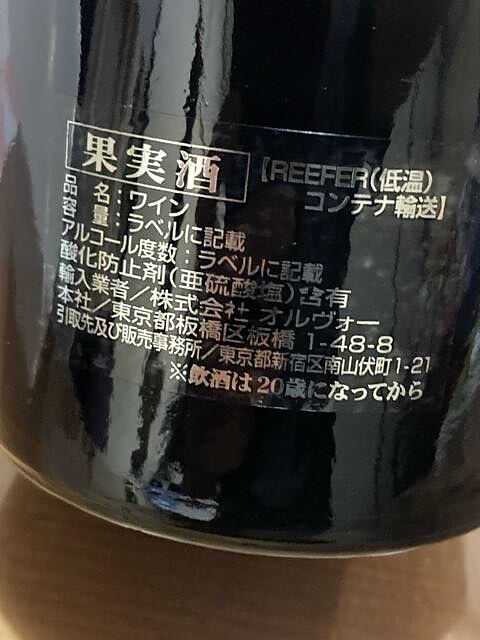 果実酒
【REEFER(低温)
コンテナ輸送】
品 名：ワイン
容 量：ラベルに記載
アルコール度数：ラベルに記載
酸化防止剤(亜硫酸塩)含有
輸入業者／株式会社 オルヴォー
本社／東京都板橋区板橋 1-48-8
引取先及び販売事務所／東京都新宿区南山伏町1-21
※飲酒は20歳になってから